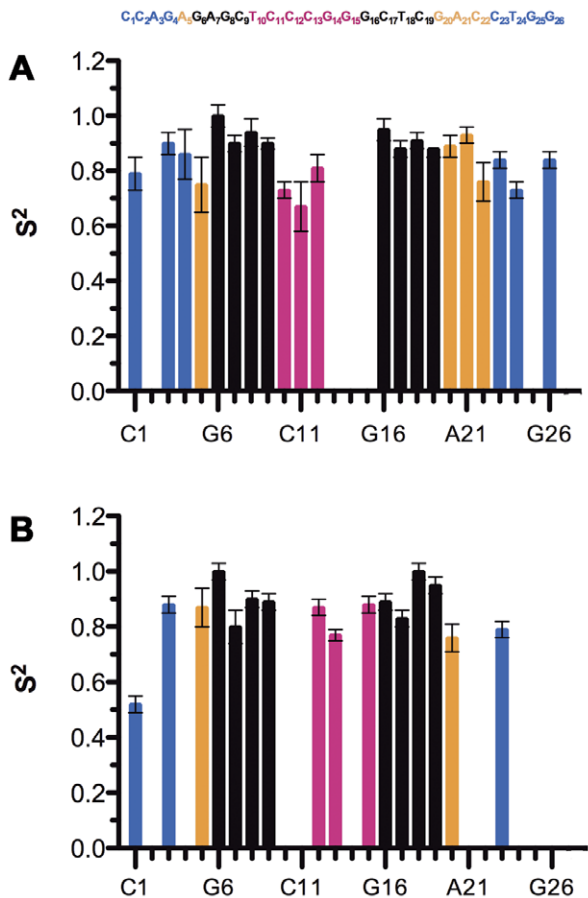 C₁C₂A₃G₄A₅G₆A₇G₈C₉T₁₀C₁₁C₁₂C₁₃G₁₄G₁₅G₁₆C₁₇T₁₈C₁₉G₂₀A₂₁C₂₂C₂₃T₂₄G₂₅G₂₆
A
1.2
1.0
0.8
0.6
0.4
0.2
0.0
S²
C1 G6 C11 G16 A21 G26
B
1.2
1.0
0.8
0.6
0.4
0.2
0.0
S²
C1 G6 C11 G16 A21 G26